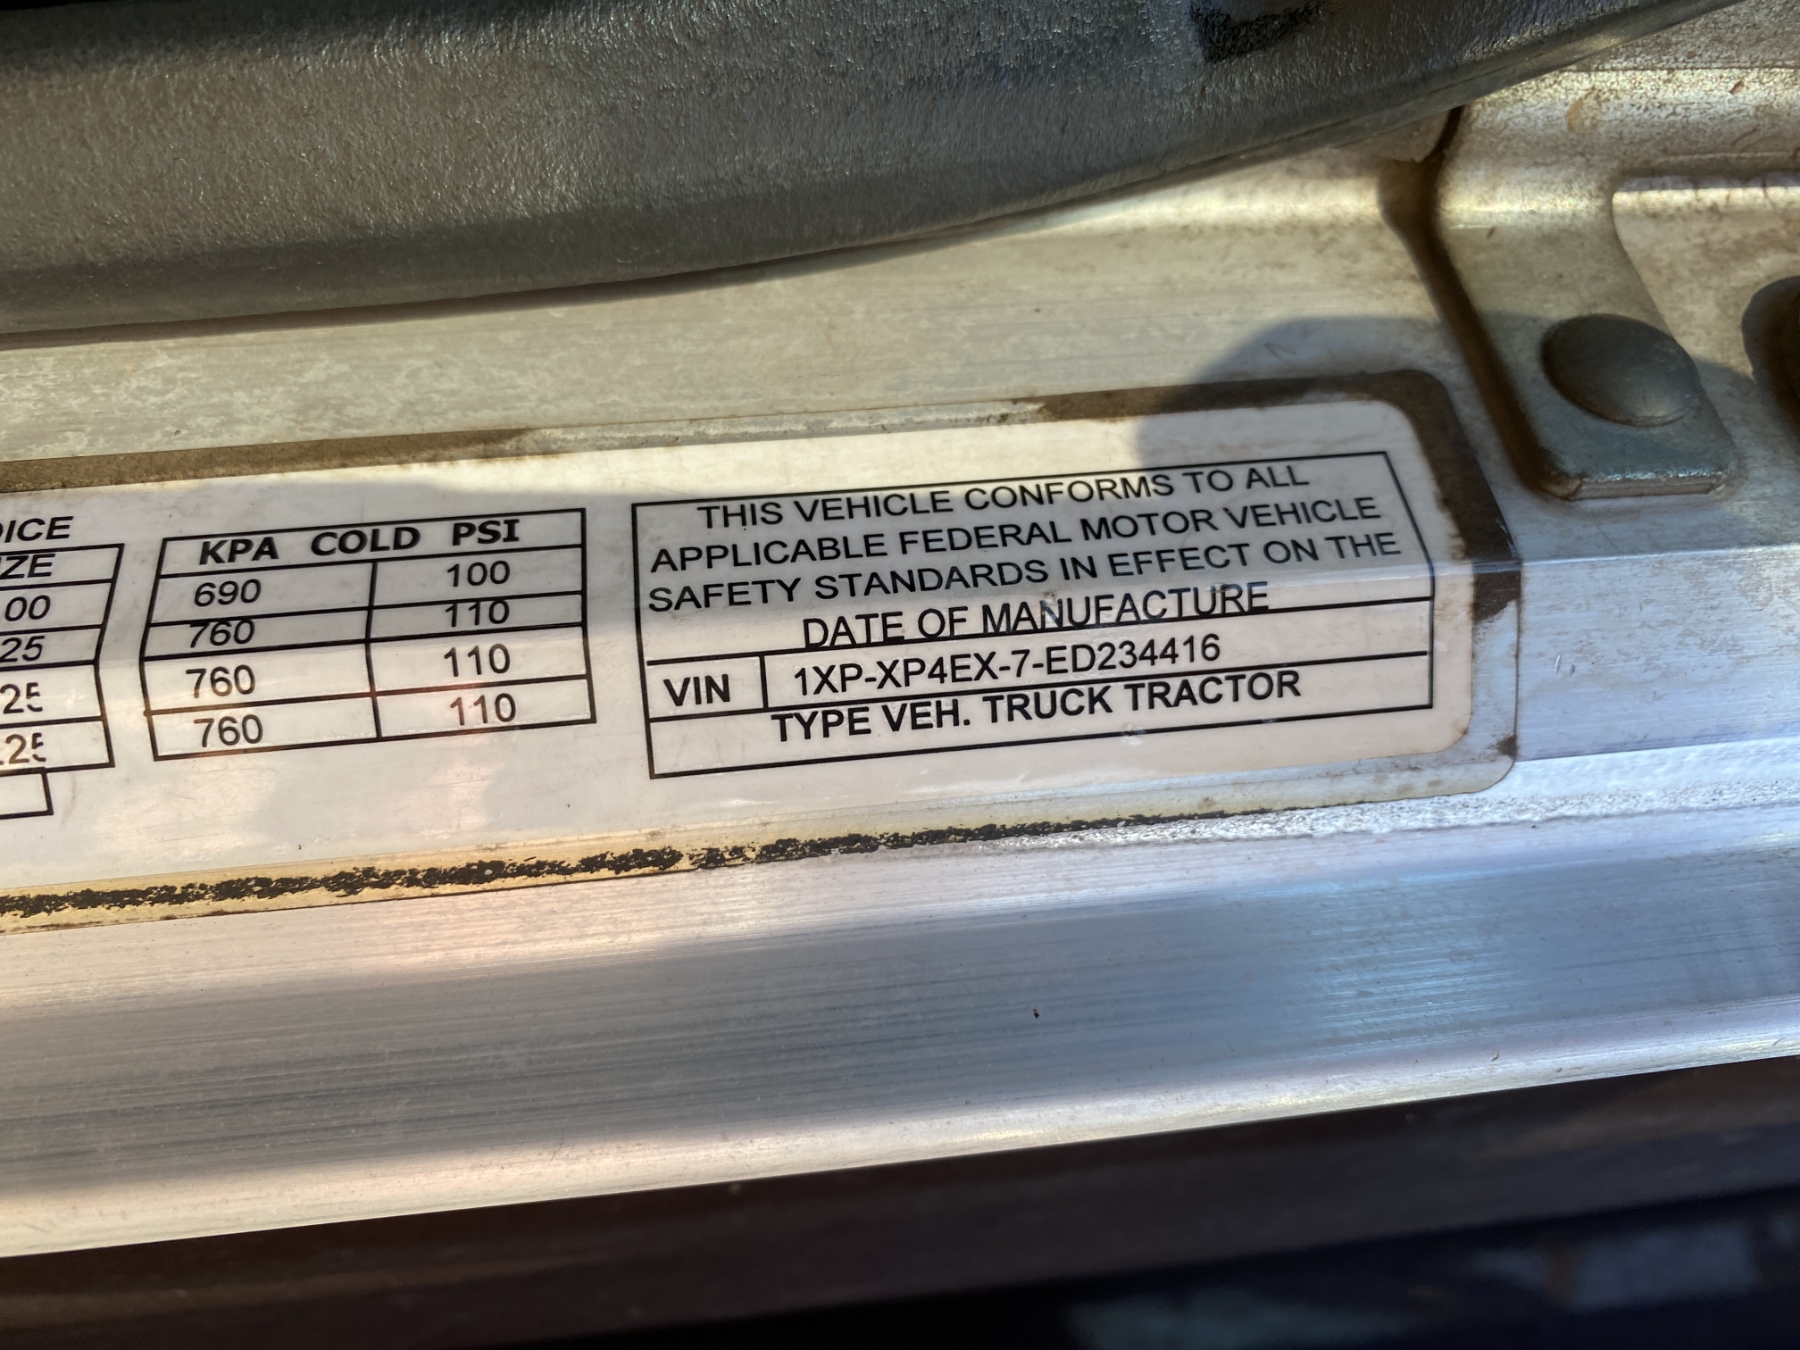 DICE
ZE
00
25
25
.25
KPA COLD PSI
690 100
760 110
760 110
760 110
THIS VEHICLE CONFORMS TO ALL
APPLICABLE FEDERAL MOTOR VEHICLE
SAFETY STANDARDS IN EFFECT ON THE
DATE OF MANUFACTURE
VIN 1XP-XP4EX-7-ED234416
TYPE VEH. TRUCK TRACTOR